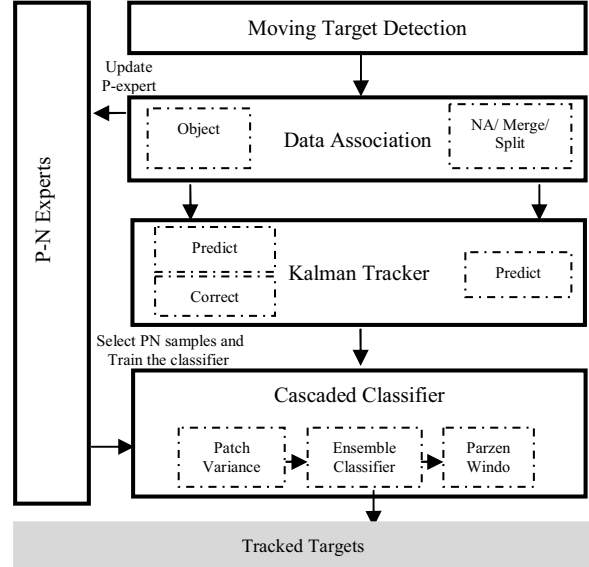 Moving Target Detection
Update
P-expert
Object
Data Association
NA/ Merge/
Split
P-N Experts
Predict
Correct
Kalman Tracker
Predict
Select PN samples and
Train the classifier
Cascaded Classifier
Patch
Variance
Ensemble
Classifier
Parzen
Windo
Tracked Targets